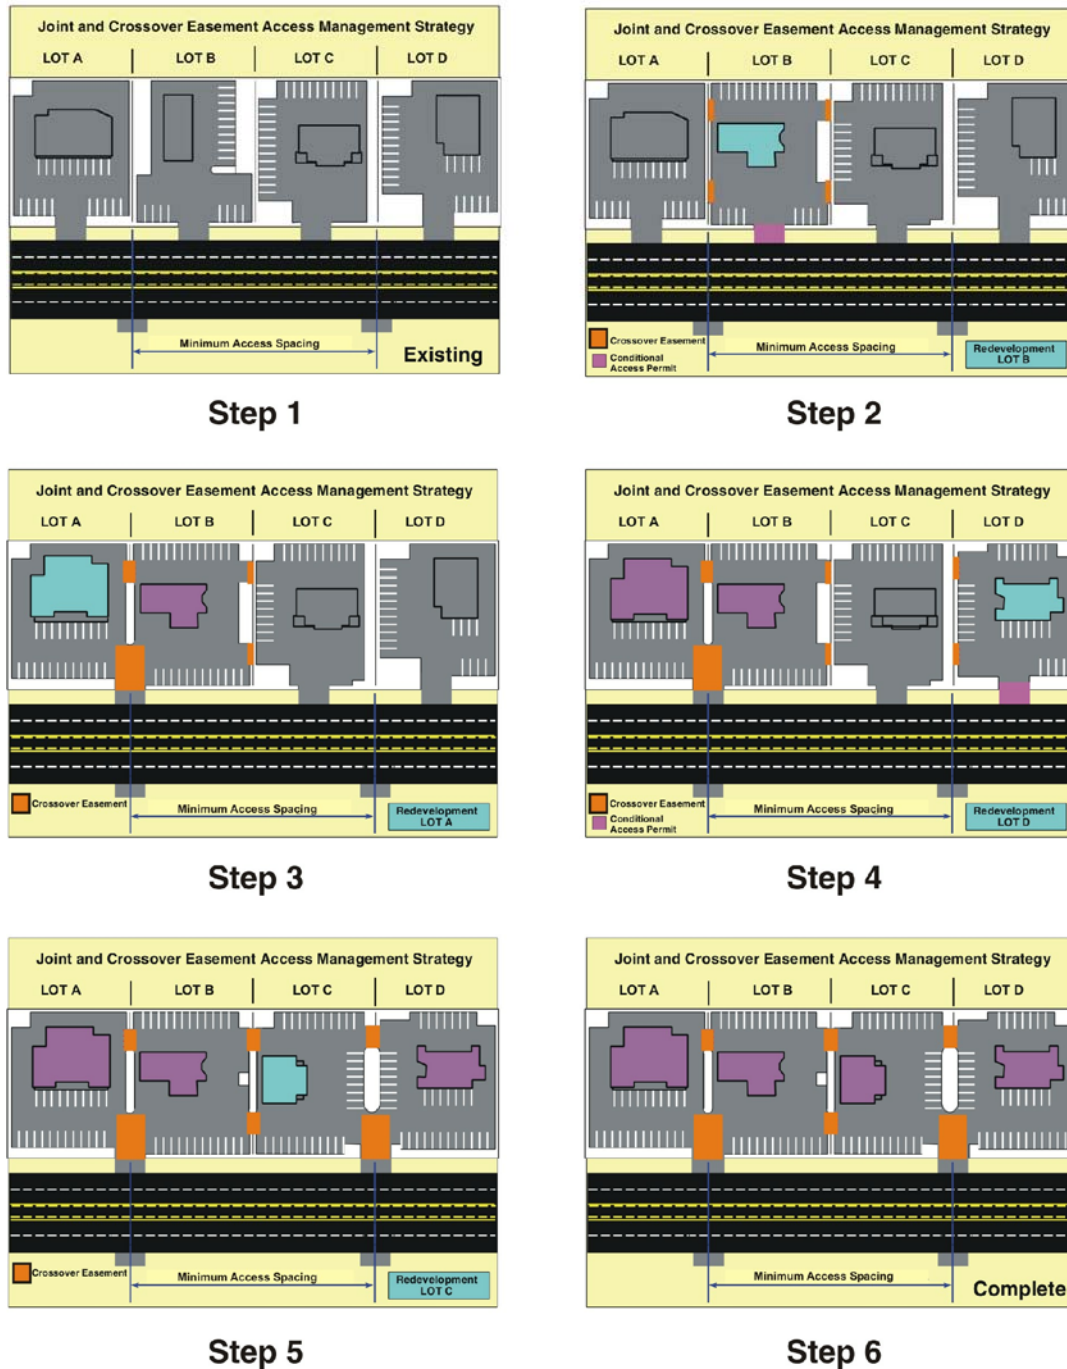 Joint and Crossover Easement Access Management Strategy
LOT A LOT B LOT C LOT D
Minimum Access Spacing
Existing
Step 1
Joint and Crossover Easement Access Management Strategy
LOT A LOT B LOT C LOT D
Crossover Easement
Conditional
Access Permit
Minimum Access Spacing
Redevelopment
LOT B
Step 2
Joint and Crossover Easement Access Management Strategy
LOT A LOT B LOT C LOT D
Crossover Easement
Minimum Access Spacing
Redevelopment
LOT A
Step 3
Joint and Crossover Easement Access Management Strategy
LOT A LOT B LOT C LOT D
Crossover Easement
Conditional
Access Permit
Minimum Access Spacing
Redevelopment
LOT D
Step 4
Joint and Crossover Easement Access Management Strategy
LOT A LOT B LOT C LOT D
Crossover Easement
Minimum Access Spacing
Redevelopment
LOT C
Step 5
Joint and Crossover Easement Access Management Strategy
LOT A LOT B LOT C LOT D
Minimum Access Spacing
Complete
Step 6